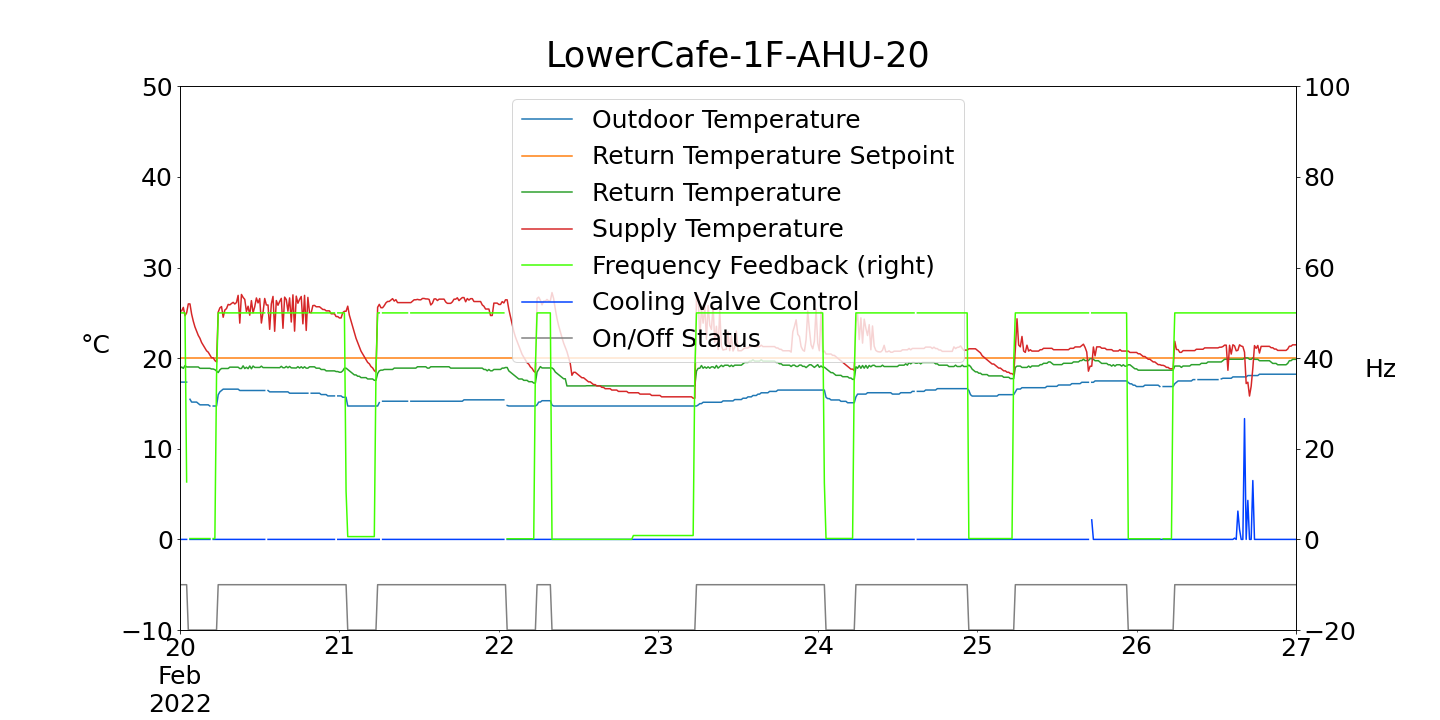 LowerCafe-1F-AHU-20
50
40
30
20
10
0
−10
°C
100
80
60
40
20
0
−20
Hz
Outdoor Temperature
Return Temperature Setpoint
Return Temperature
Supply Temperature
Frequency Feedback (right)
Cooling Valve Control
On/Off Status
20 21 22 23 24 25 26 27
Feb
2022